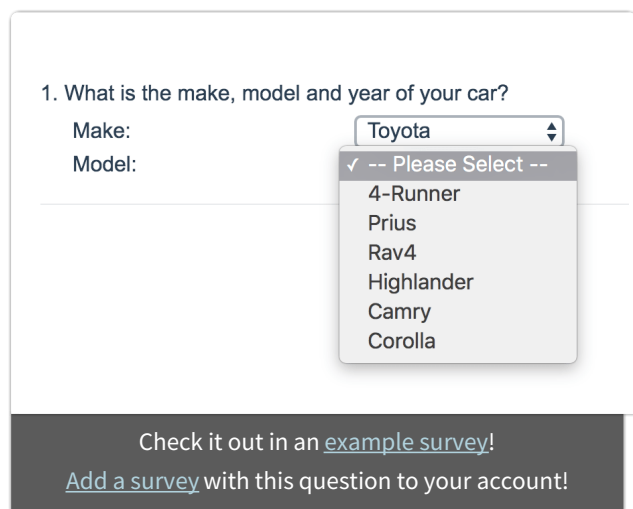 1. What is the make, model and year of your car?
Make: Toyota
Model:
✓ -- Please Select --
4-Runner
Prius
Rav4
Highlander
Camry
Corolla
Check it out in an example survey!
Add a survey with this question to your account!